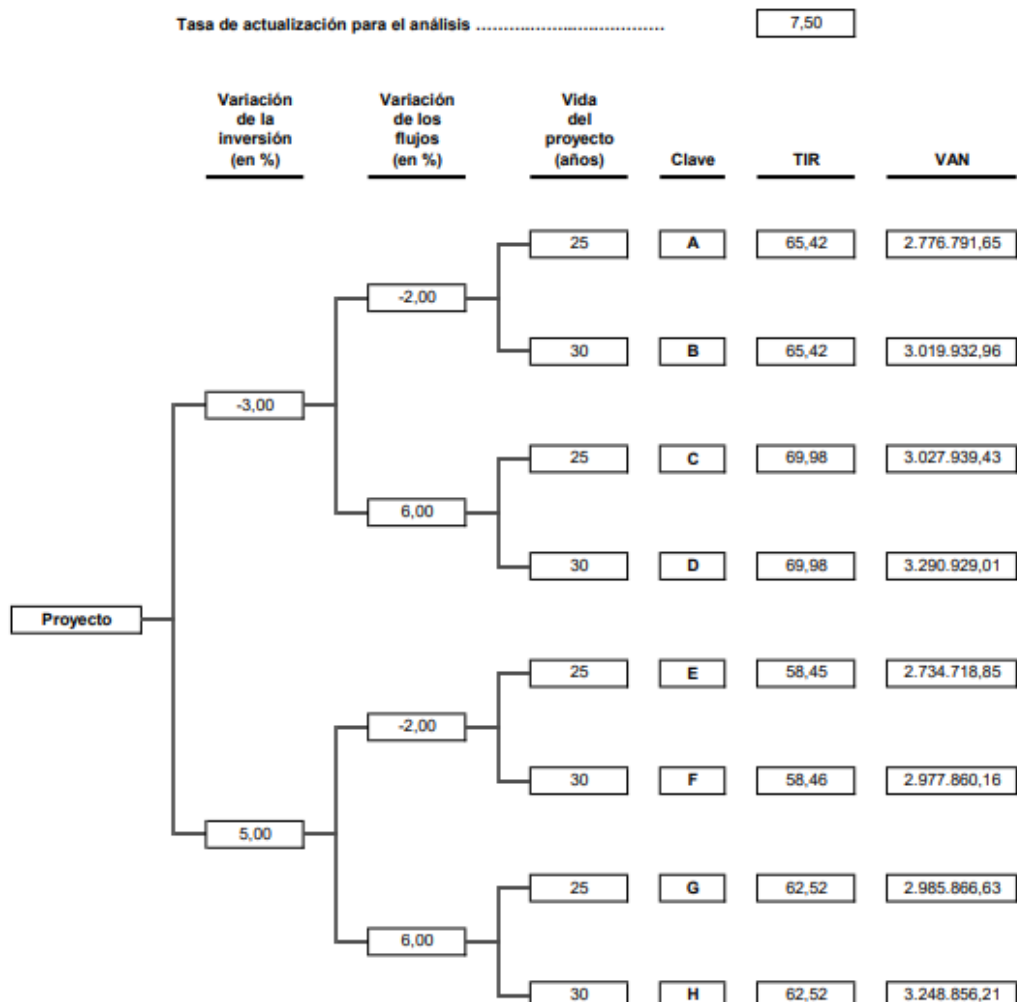 Tasa de actualización para el análisis ................................ 7,50
Variación Variación Vida
de la de los del
inversión flujos proyecto
(en %) (en %) (años) Clave TIR VAN
25 A 65,42 2.776.791,65
-2,00
30 B 65,42 3.019.932,96
-3,00
25 C 69,98 3.027.939,43
6,00
30 D 69,98 3.290.929,01
Proyecto
25 E 58,45 2.734.718,85
-2,00
30 F 58,46 2.977.860,16
5,00
25 G 62,52 2.985.866,63
6,00
30 H 62,52 3.248.856,21